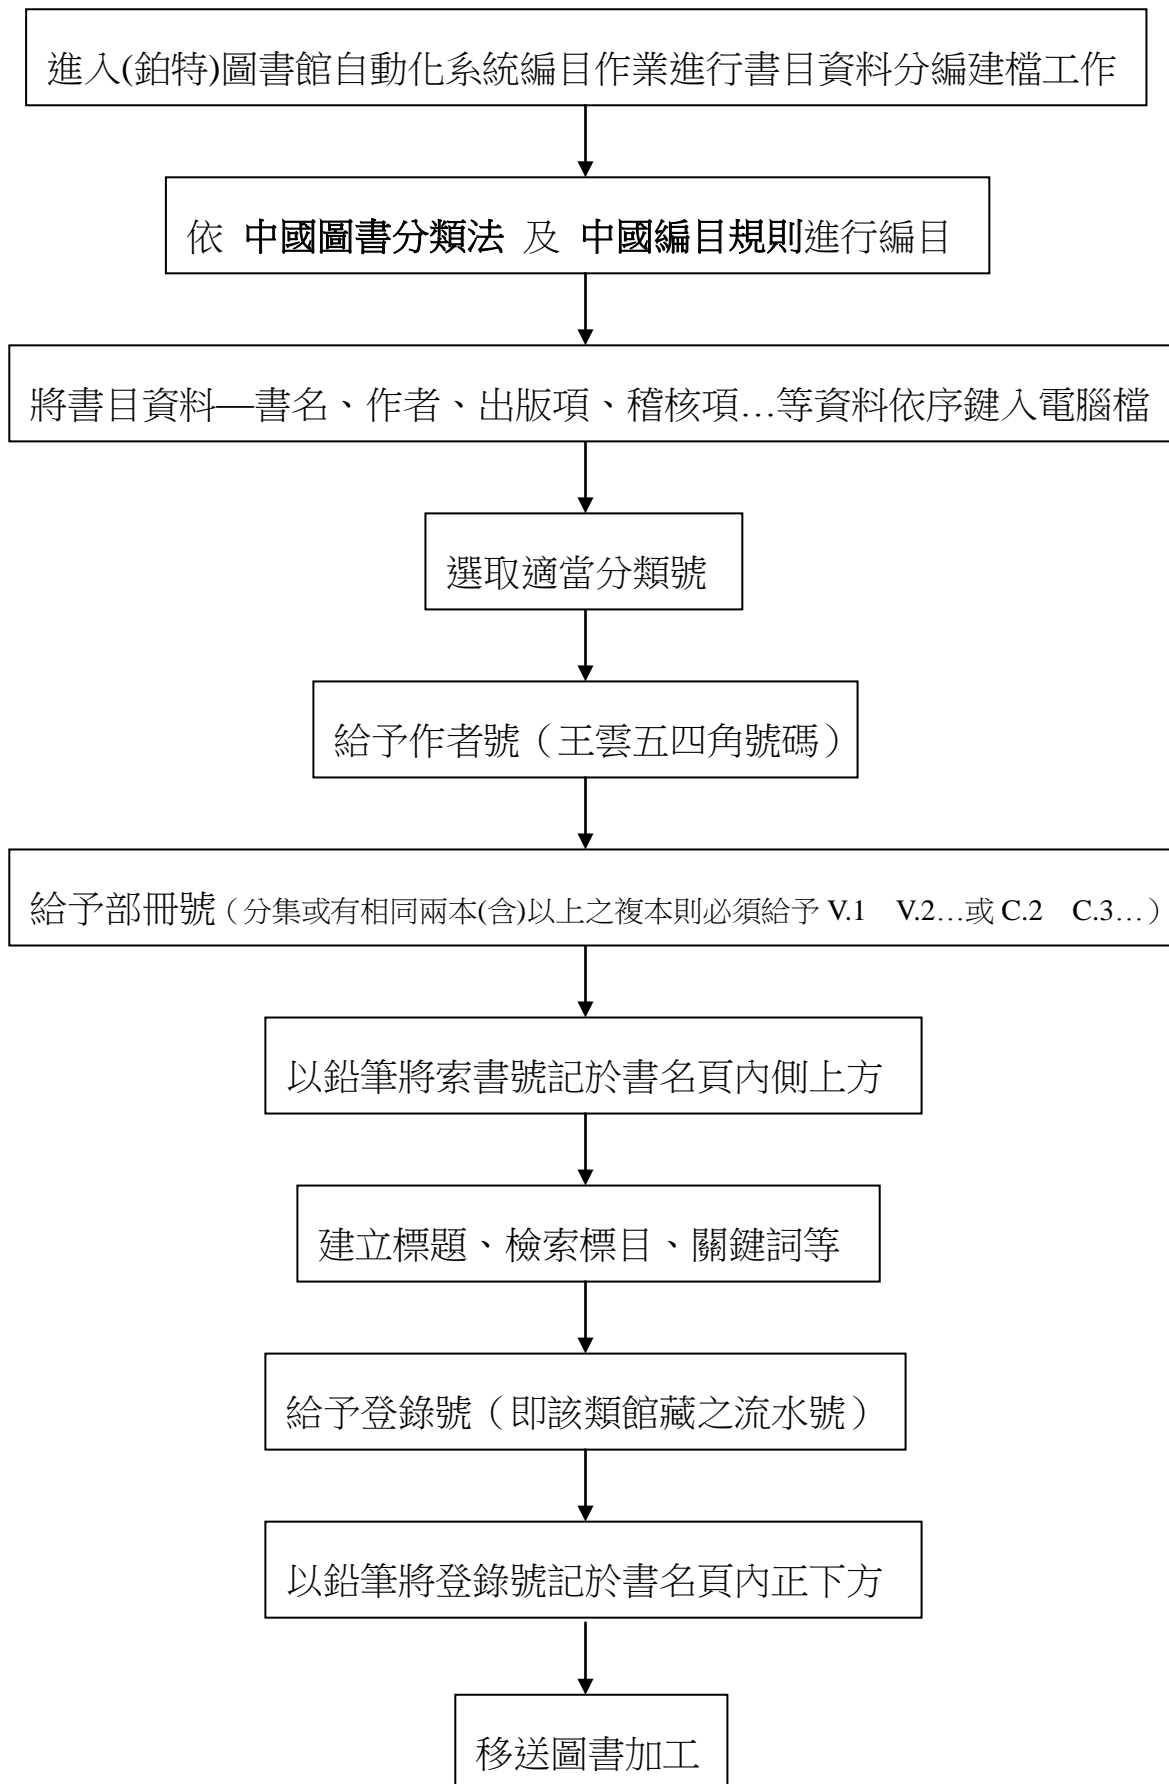 進入(鉑特)圖書館自動化系統編目作業進行書目資料分編建檔工作
依 中國圖書分類法 及 中國編目規則進行編目
將書目資料—書名、作者、出版項、稽核項…等資料依序鍵入電腦檔
選取適當分類號
給予作者號（王雲五四角號碼）
給予部冊號（分集或有相同兩本(含)以上之複本則必須給予 V.1　V.2…或 C.2　C.3…）
以鉛筆將索書號記於書名頁內側上方
建立標題、檢索標目、關鍵詞等
給予登錄號（即該類館藏之流水號）
以鉛筆將登錄號記於書名頁內正下方
移送圖書加工